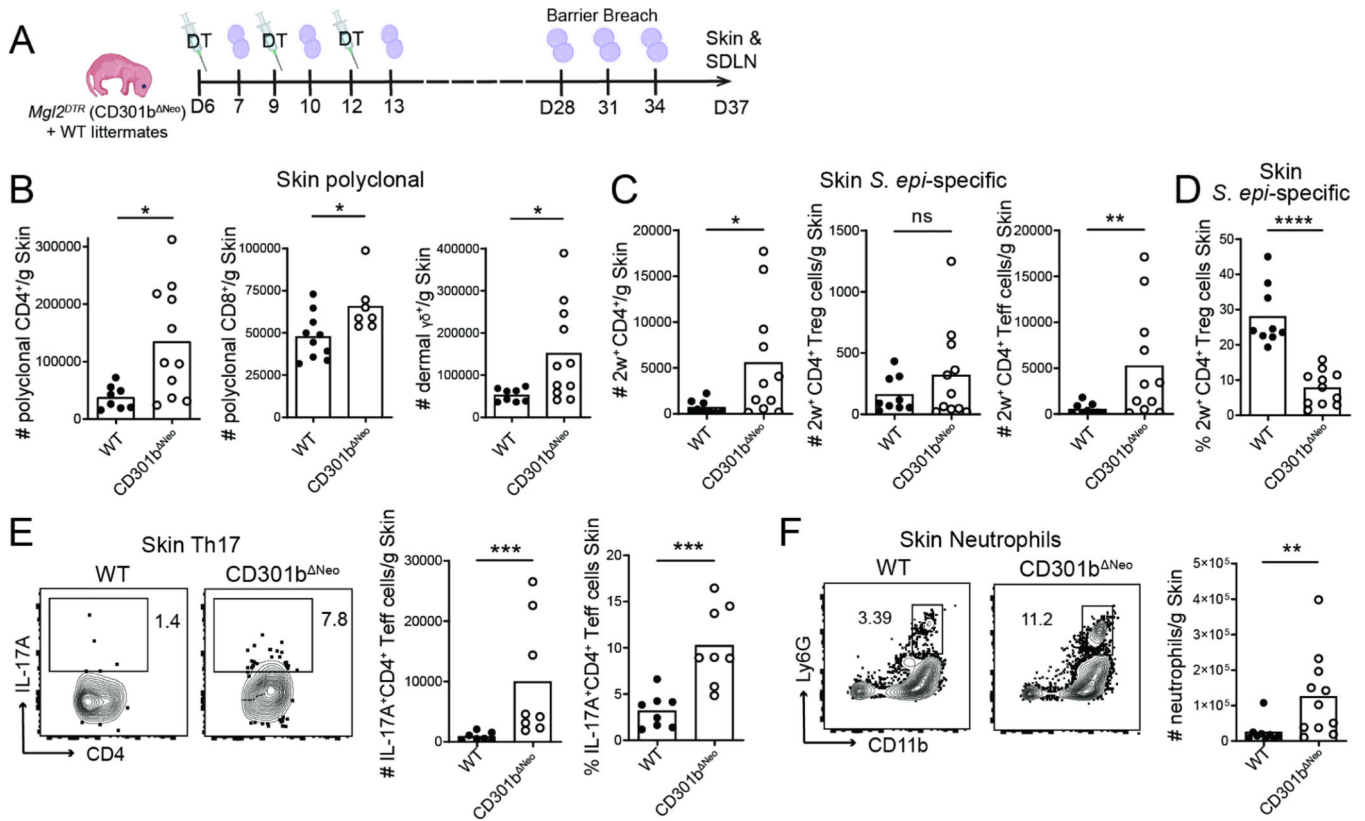 A
DT
DT
DT
Barrier Breach
Skin &
SDLN
D6 7 9 10 12 13 D28 31 34 D37
Mgl2DTR (CD301bΔNeo)
+ WT littermates
B
Skin polyclonal
# polyclonal CD4+/g Skin
300000
200000
100000
0
*
WT
CD301bΔNeo
# polyclonal CD8+/g Skin
100000
75000
50000
25000
0
*
WT
CD301bΔNeo
# dermal γδ+/g Skin
400000
300000
200000
100000
0
*
WT
CD301bΔNeo
C
Skin S. epi-specific
# 2w+ CD4+/g Skin
20000
15000
10000
5000
0
*
WT
CD301bΔNeo
# 2w+ CD4+ Treg cells/g Skin
1500
1000
500
0
ns
WT
CD301bΔNeo
# 2w+ CD4+ Teff cells/g Skin
20000
15000
10000
5000
0
**
WT
CD301bΔNeo
D
Skin
S. epi-specific
% 2w+ CD4+ Treg cells Skin
50
40
30
20
10
0
****
WT
CD301bΔNeo
E
Skin Th17
WT
CD301bΔNeo
1.4
7.8
IL-17A
CD4
# IL-17A+CD4+ Teff cells/g Skin
30000
20000
10000
0
***
WT
CD301bΔNeo
% IL-17A+CD4+ Teff cells Skin
20
15
10
5
0
***
WT
CD301bΔNeo
F
Skin Neutrophils
WT
CD301bΔNeo
3.39
11.2
Ly6G
CD11b
# neutrophils/g Skin
5×10⁵
4×10⁵
3×10⁵
2×10⁵
1×10⁵
0
**
WT
CD301bΔNeo